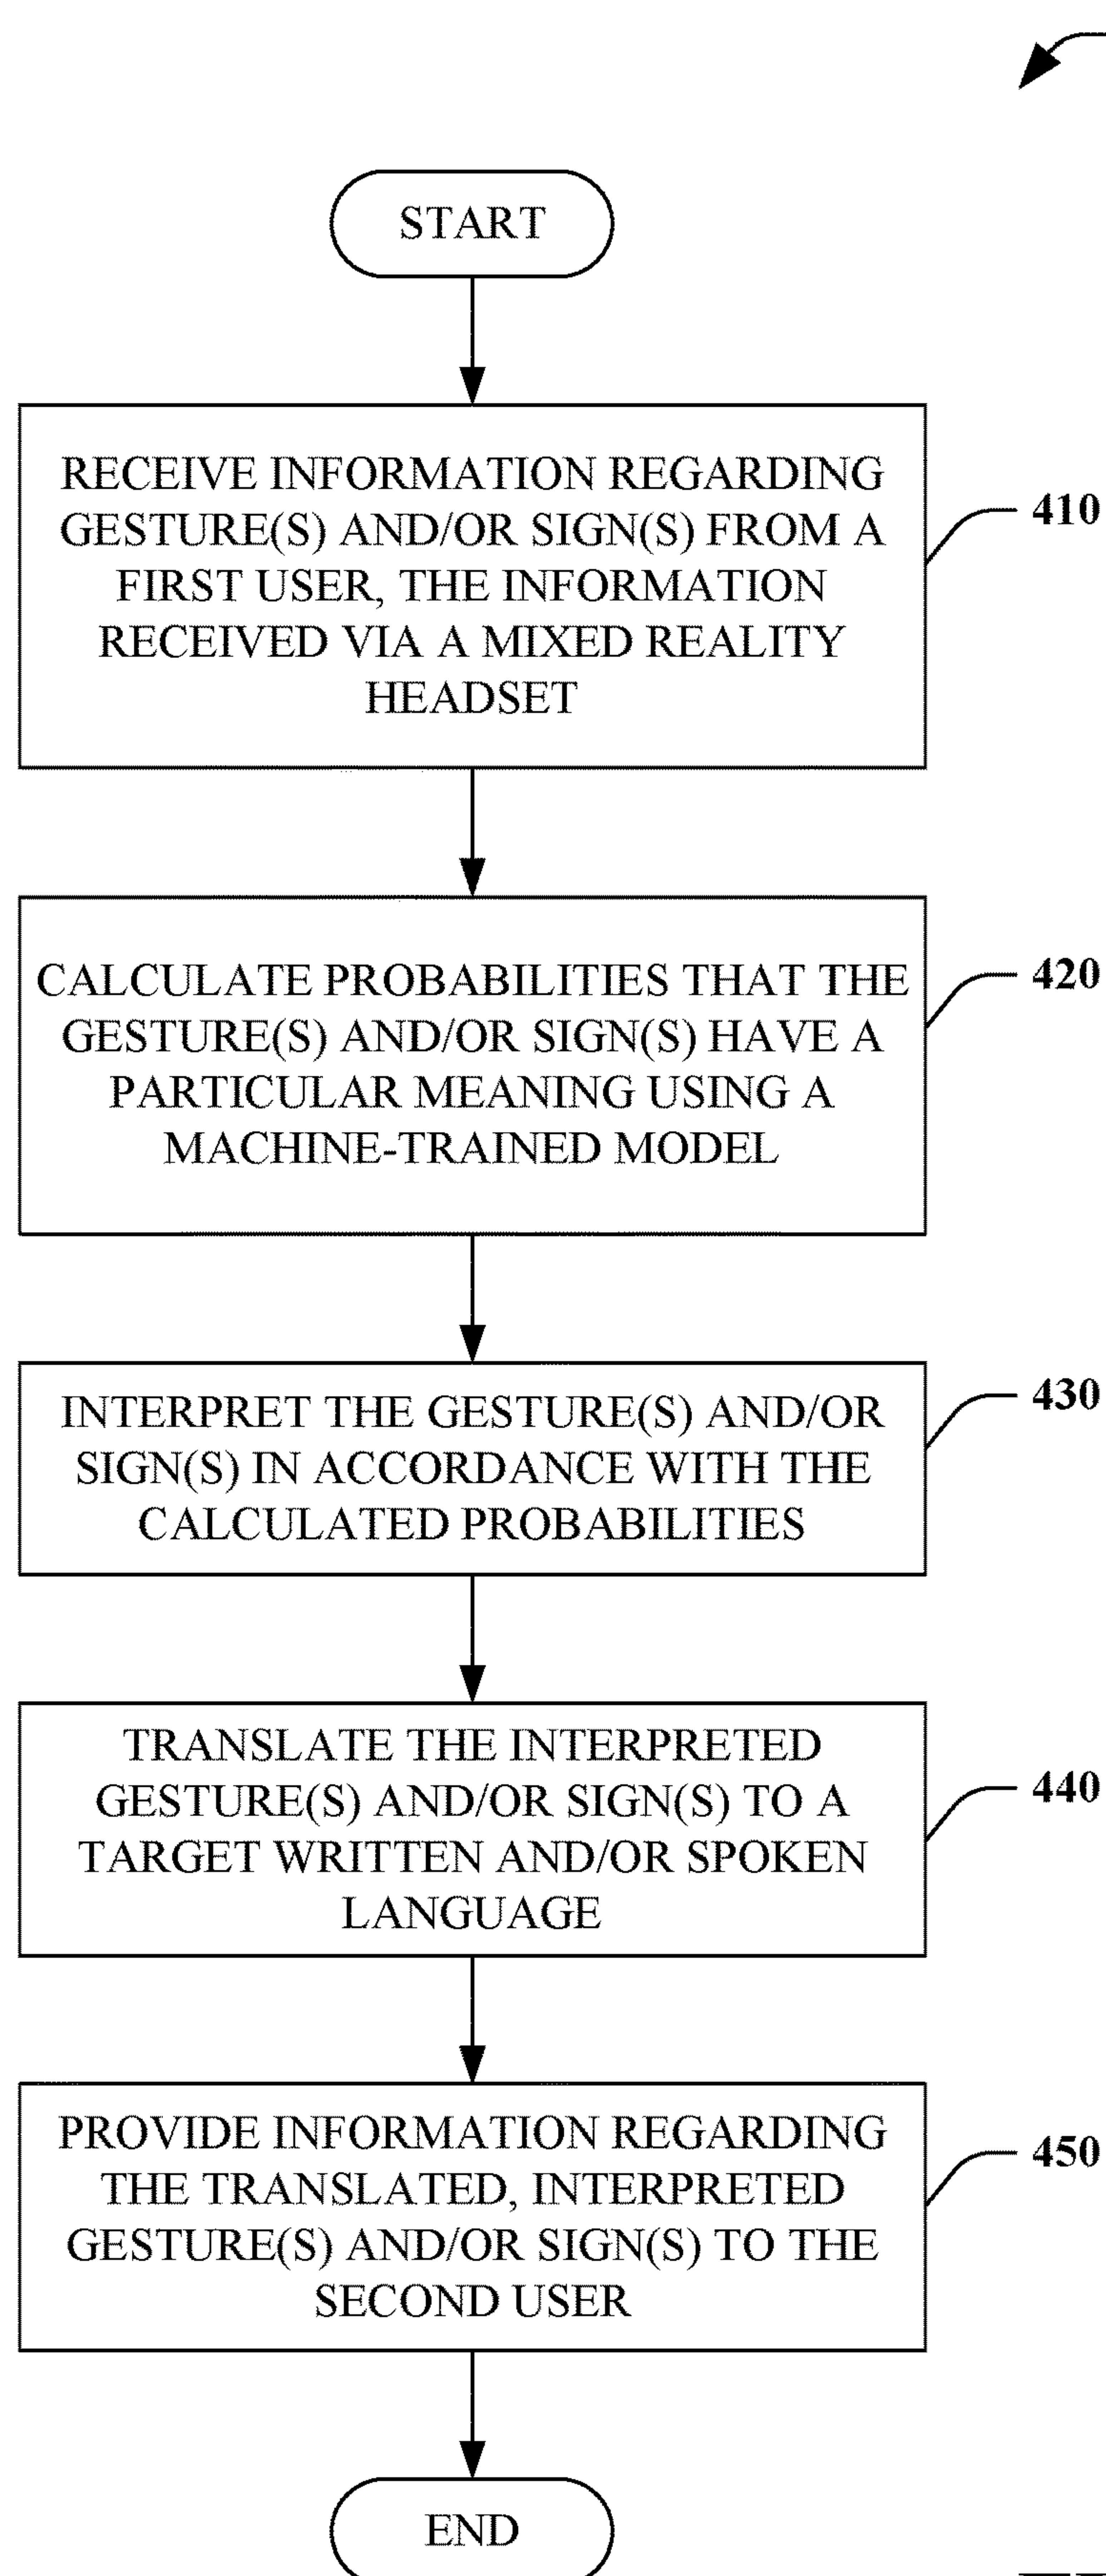 START
RECEIVE INFORMATION REGARDING
GESTURE(S) AND/OR SIGN(S) FROM A
FIRST USER, THE INFORMATION
RECEIVED VIA A MIXED REALITY
HEADSET
410
CALCULATE PROBABILITIES THAT THE
GESTURE(S) AND/OR SIGN(S) HAVE A
PARTICULAR MEANING USING A
MACHINE-TRAINED MODEL
420
INTERPRET THE GESTURE(S) AND/OR
SIGN(S) IN ACCORDANCE WITH THE
CALCULATED PROBABILITIES
430
TRANSLATE THE INTERPRETED
GESTURE(S) AND/OR SIGN(S) TO A
TARGET WRITTEN AND/OR SPOKEN
LANGUAGE
440
PROVIDE INFORMATION REGARDING
THE TRANSLATED, INTERPRETED
GESTURE(S) AND/OR SIGN(S) TO THE
SECOND USER
450
END